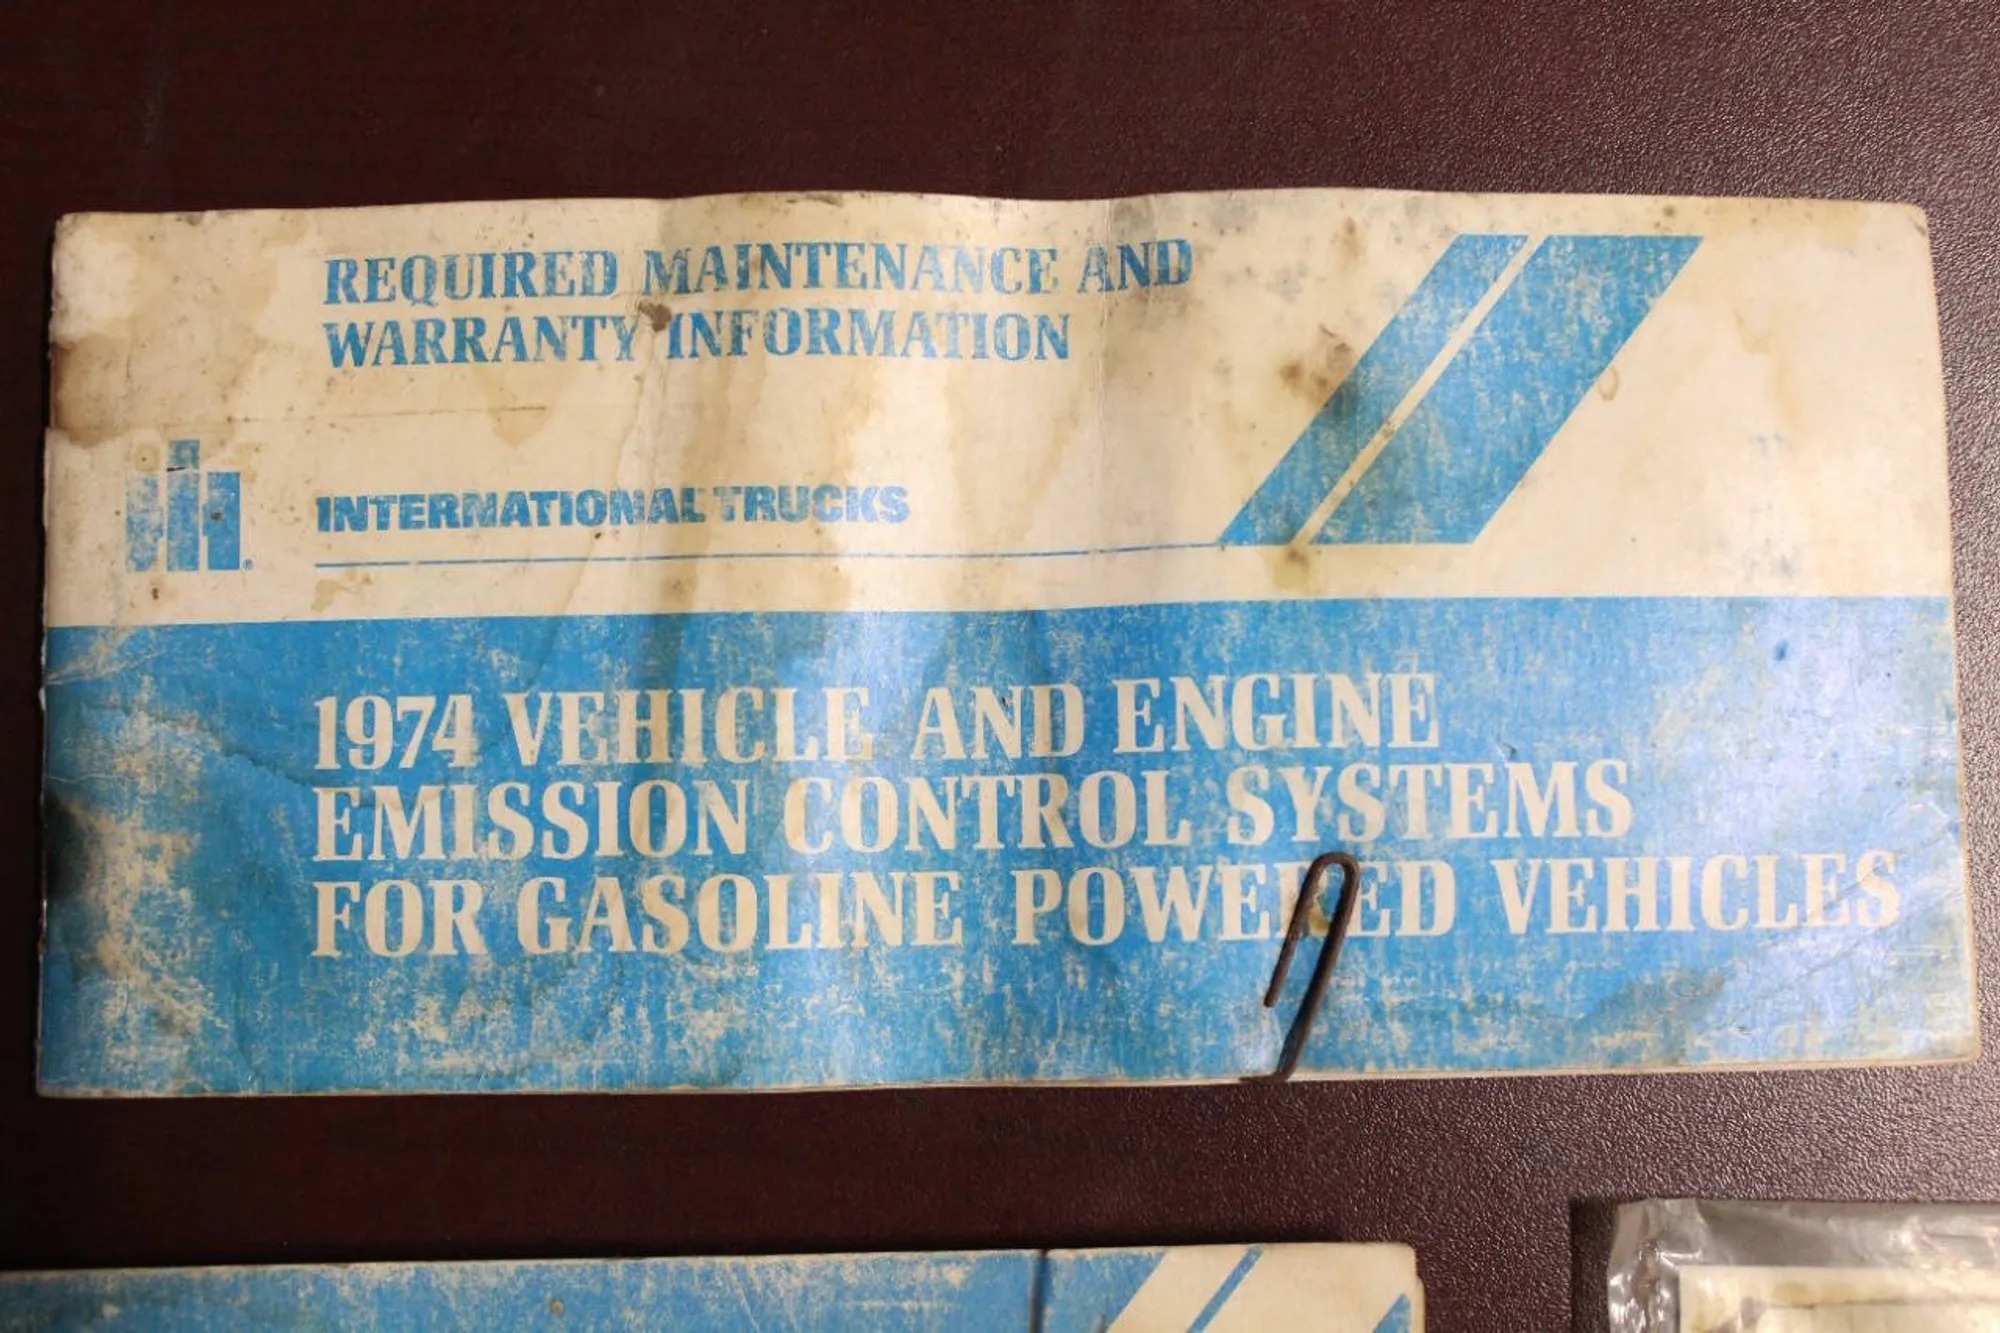 REQUIRED MAINTENANCE AND
WARRANTY INFORMATION
INTERNATIONAL TRUCKS
1974 VEHICLE AND ENGINE
EMISSION CONTROL SYSTEMS
FOR GASOLINE POWERED VEHICLES